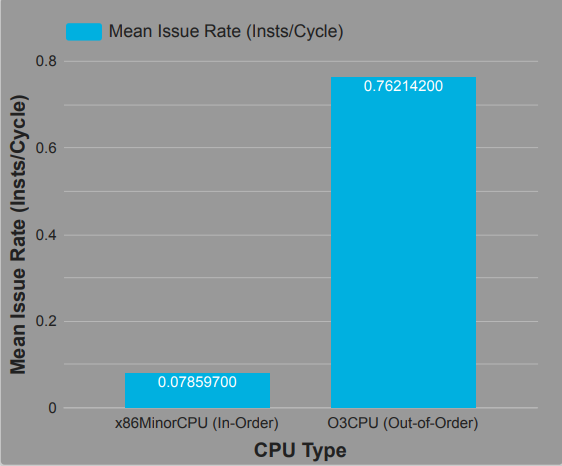 Mean Issue Rate (Insts/Cycle)
Mean Issue Rate (Insts/Cycle)
0.8
0.6
0.4
0.2
0
0.07859700
0.76214200
x86MinorCPU (In-Order)
O3CPU (Out-of-Order)
CPU Type